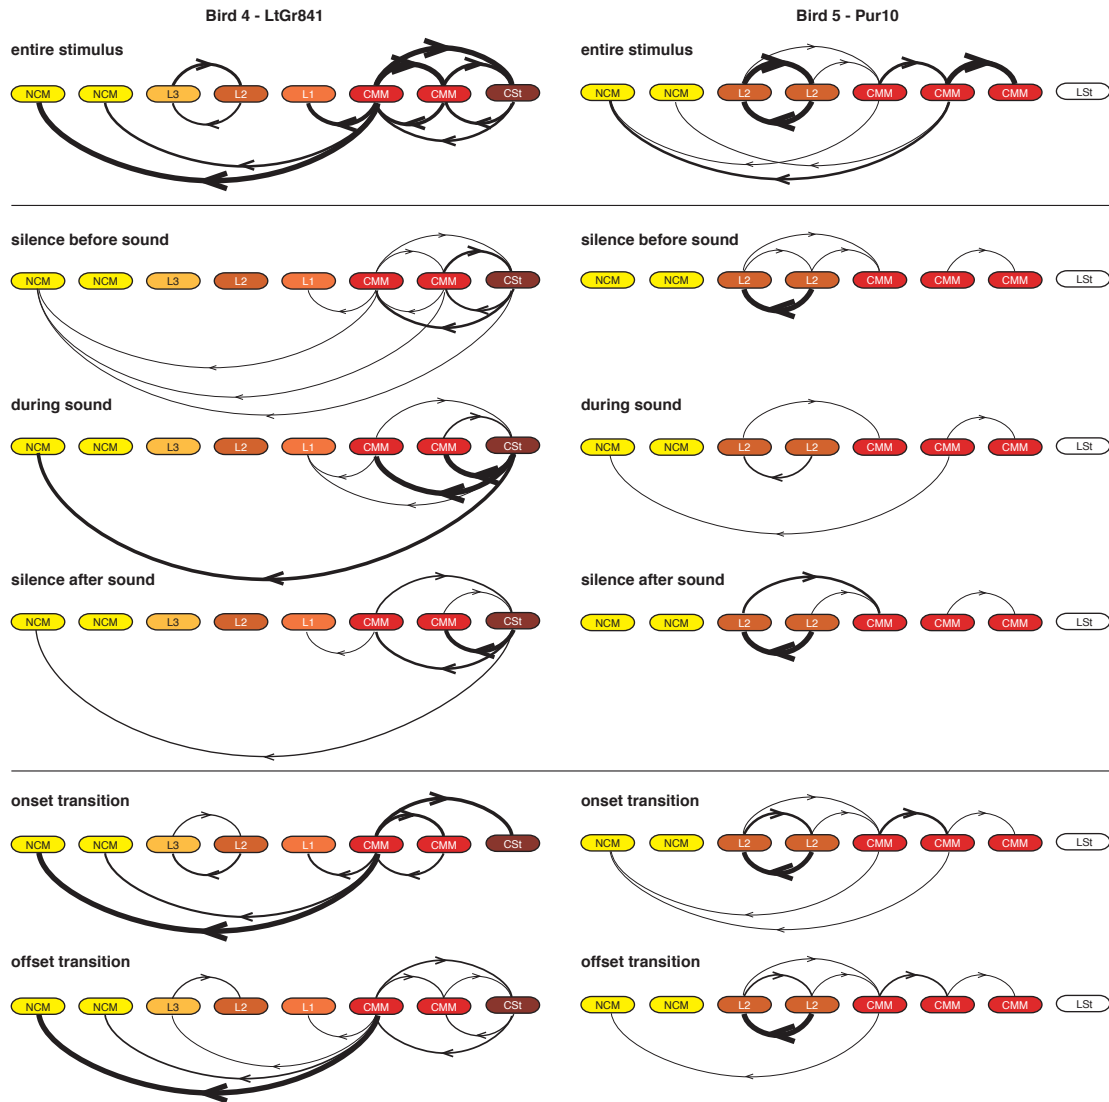 Bird 4 - LtGr841
Bird 5 - Pur10
entire stimulus
entire stimulus
NCM NCM L3 L2 L1 CMM CMM CSt
NCM NCM L2 L2 CMM CMM CMM LSt
silence before sound
silence before sound
NCM NCM L3 L2 L1 CMM CMM CSt
NCM NCM L2 L2 CMM CMM CMM LSt
during sound
during sound
NCM NCM L3 L2 L1 CMM CMM CSt
NCM NCM L2 L2 CMM CMM CMM LSt
silence after sound
silence after sound
NCM NCM L3 L2 L1 CMM CMM CSt
NCM NCM L2 L2 CMM CMM CMM LSt
onset transition
onset transition
NCM NCM L3 L2 L1 CMM CMM CSt
NCM NCM L2 L2 CMM CMM CMM LSt
offset transition
offset transition
NCM NCM L3 L2 L1 CMM CMM CSt
NCM NCM L2 L2 CMM CMM CMM LSt